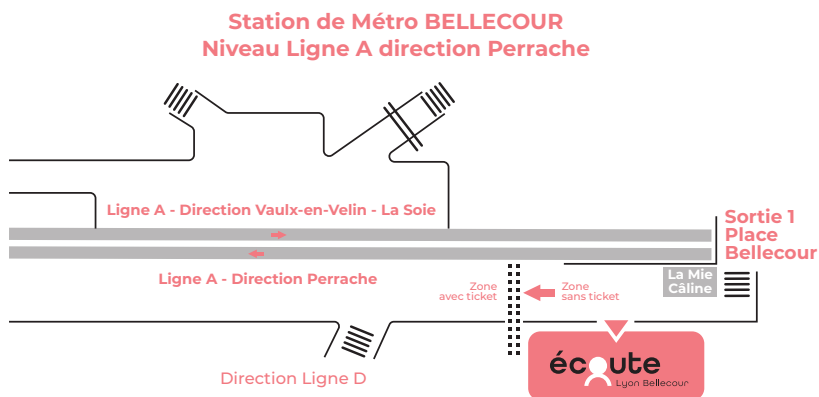 Station de Métro BELLECOUR
Niveau Ligne A direction Perrache
Ligne A - Direction Vaulx-en-Velin - La Soie
Sortie 1
Place
Bellecour
Ligne A - Direction Perrache
La Mie
Câline
Zone
avec ticket
Zone
sans ticket
Direction Ligne D
écoute
Lyon Bellecour